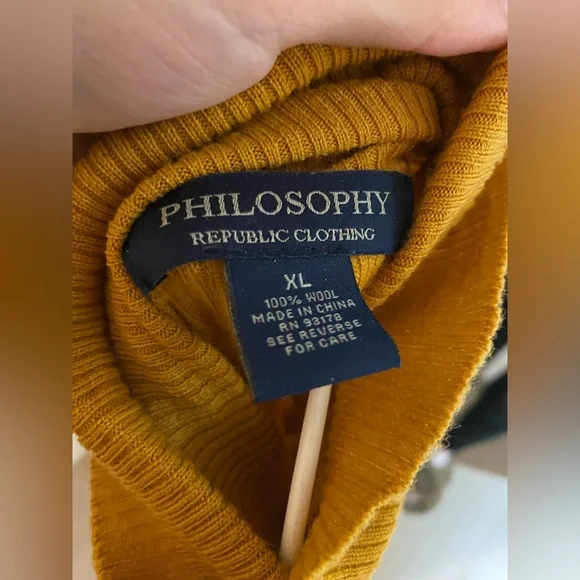 PHILOSOPHY
REPUBLIC CLOTHING
XL
100% WOOL
MADE IN CHINA
RN 93178
SEE REVERSE
FOR CARE